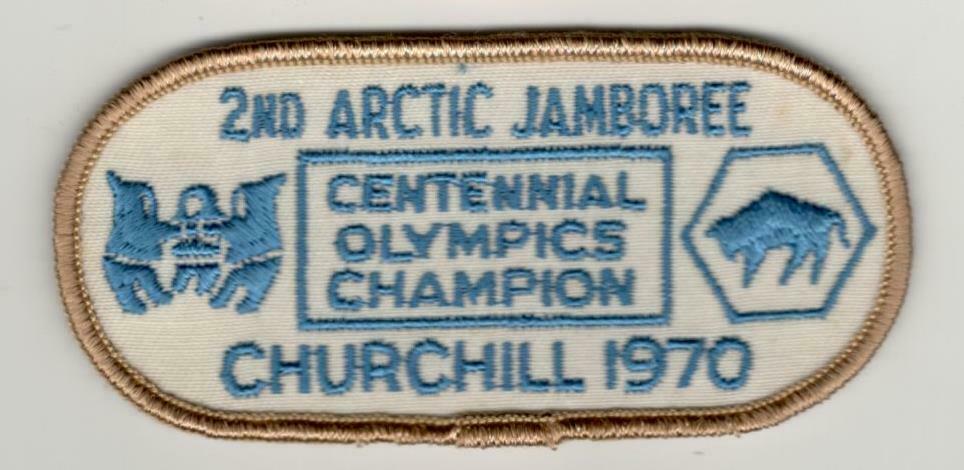 2ND ARCTIC JAMBOREE
CENTENNIAL
OLYMPICS
CHAMPION
CHURCHILL 1970